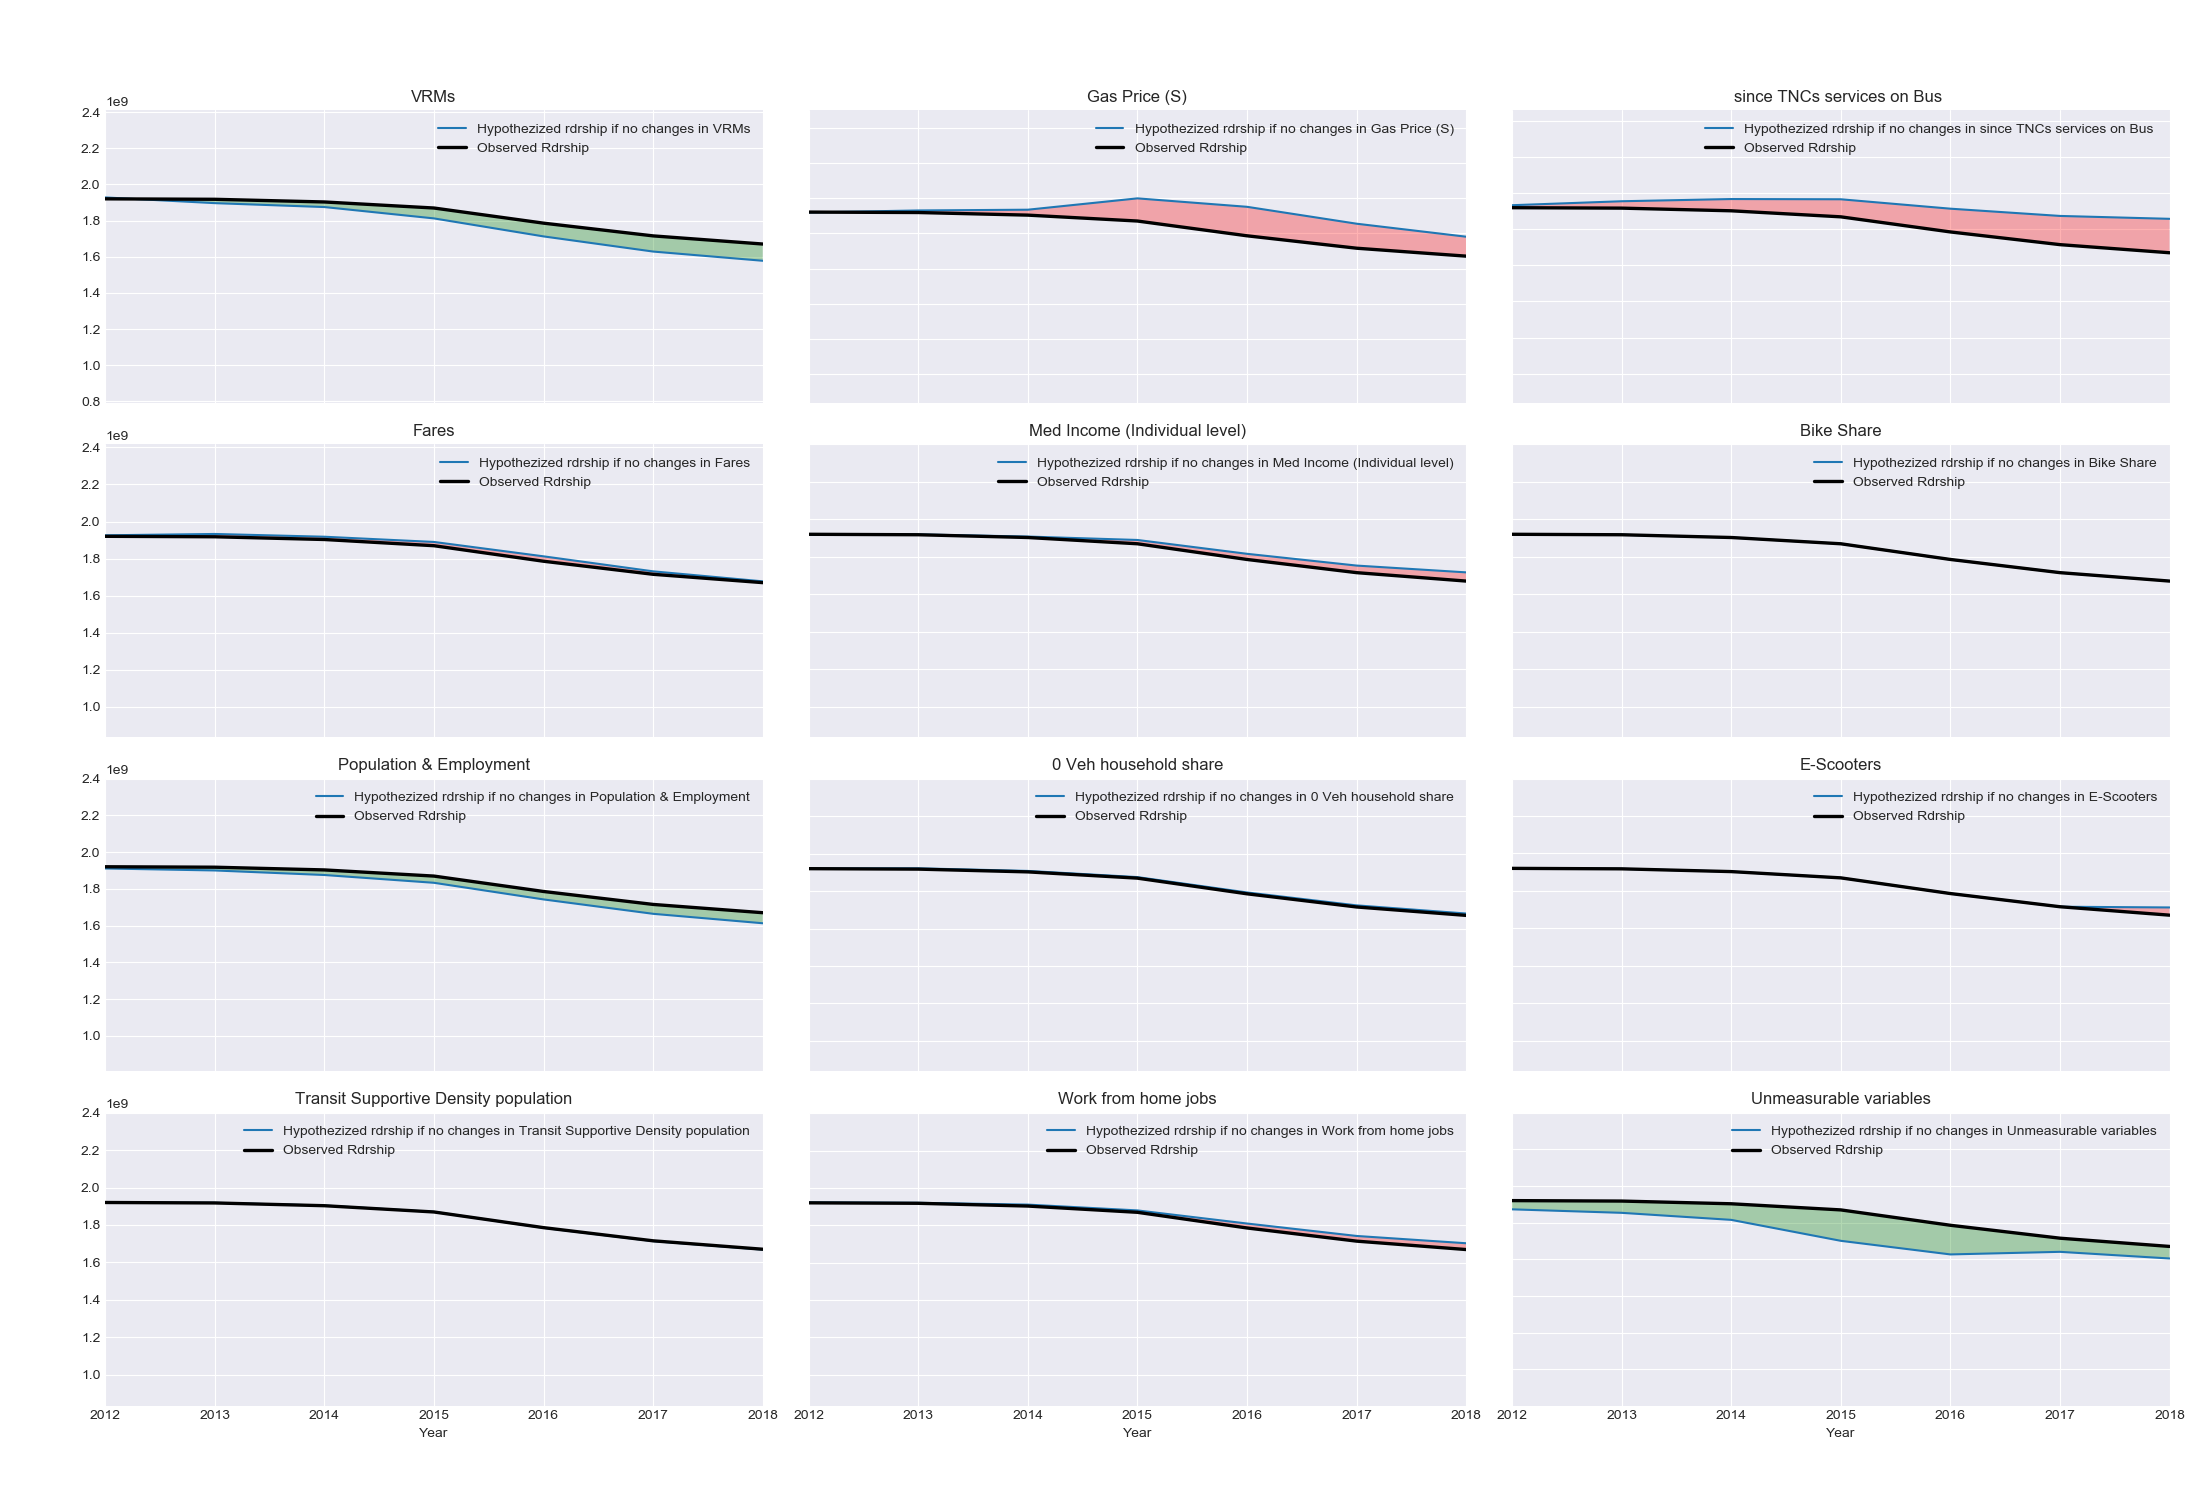 VRMs
1e9
2.4
2.2
2.0
1.8
1.6
1.4
1.2
1.0
0.8
Hypothezized rdrship if no changes in VRMs
Observed Rdrship
Gas Price (S)
Hypothezized rdrship if no changes in Gas Price (S)
Observed Rdrship
since TNCs services on Bus
Hypothezized rdrship if no changes in since TNCs services on Bus
Observed Rdrship
Fares
1e9
2.4
2.2
2.0
1.8
1.6
1.4
1.2
1.0
Hypothezized rdrship if no changes in Fares
Observed Rdrship
Med Income (Individual level)
Hypothezized rdrship if no changes in Med Income (Individual level)
Observed Rdrship
Bike Share
Hypothezized rdrship if no changes in Bike Share
Observed Rdrship
Population & Employment
1e9
2.4
2.2
2.0
1.8
1.6
1.4
1.2
1.0
Hypothezized rdrship if no changes in Population & Employment
Observed Rdrship
0 Veh household share
Hypothezized rdrship if no changes in 0 Veh household share
Observed Rdrship
E-Scooters
Hypothezized rdrship if no changes in E-Scooters
Observed Rdrship
Transit Supportive Density population
1e9
2.4
2.2
2.0
1.8
1.6
1.4
1.2
1.0
Hypothezized rdrship if no changes in Transit Supportive Density population
Observed Rdrship
2012 2013 2014 2015 2016 2017 2018
Year
Work from home jobs
Hypothezized rdrship if no changes in Work from home jobs
Observed Rdrship
2012 2013 2014 2015 2016 2017 2018
Year
Unmeasurable variables
Hypothezized rdrship if no changes in Unmeasurable variables
Observed Rdrship
2012 2013 2014 2015 2016 2017 2018
Year